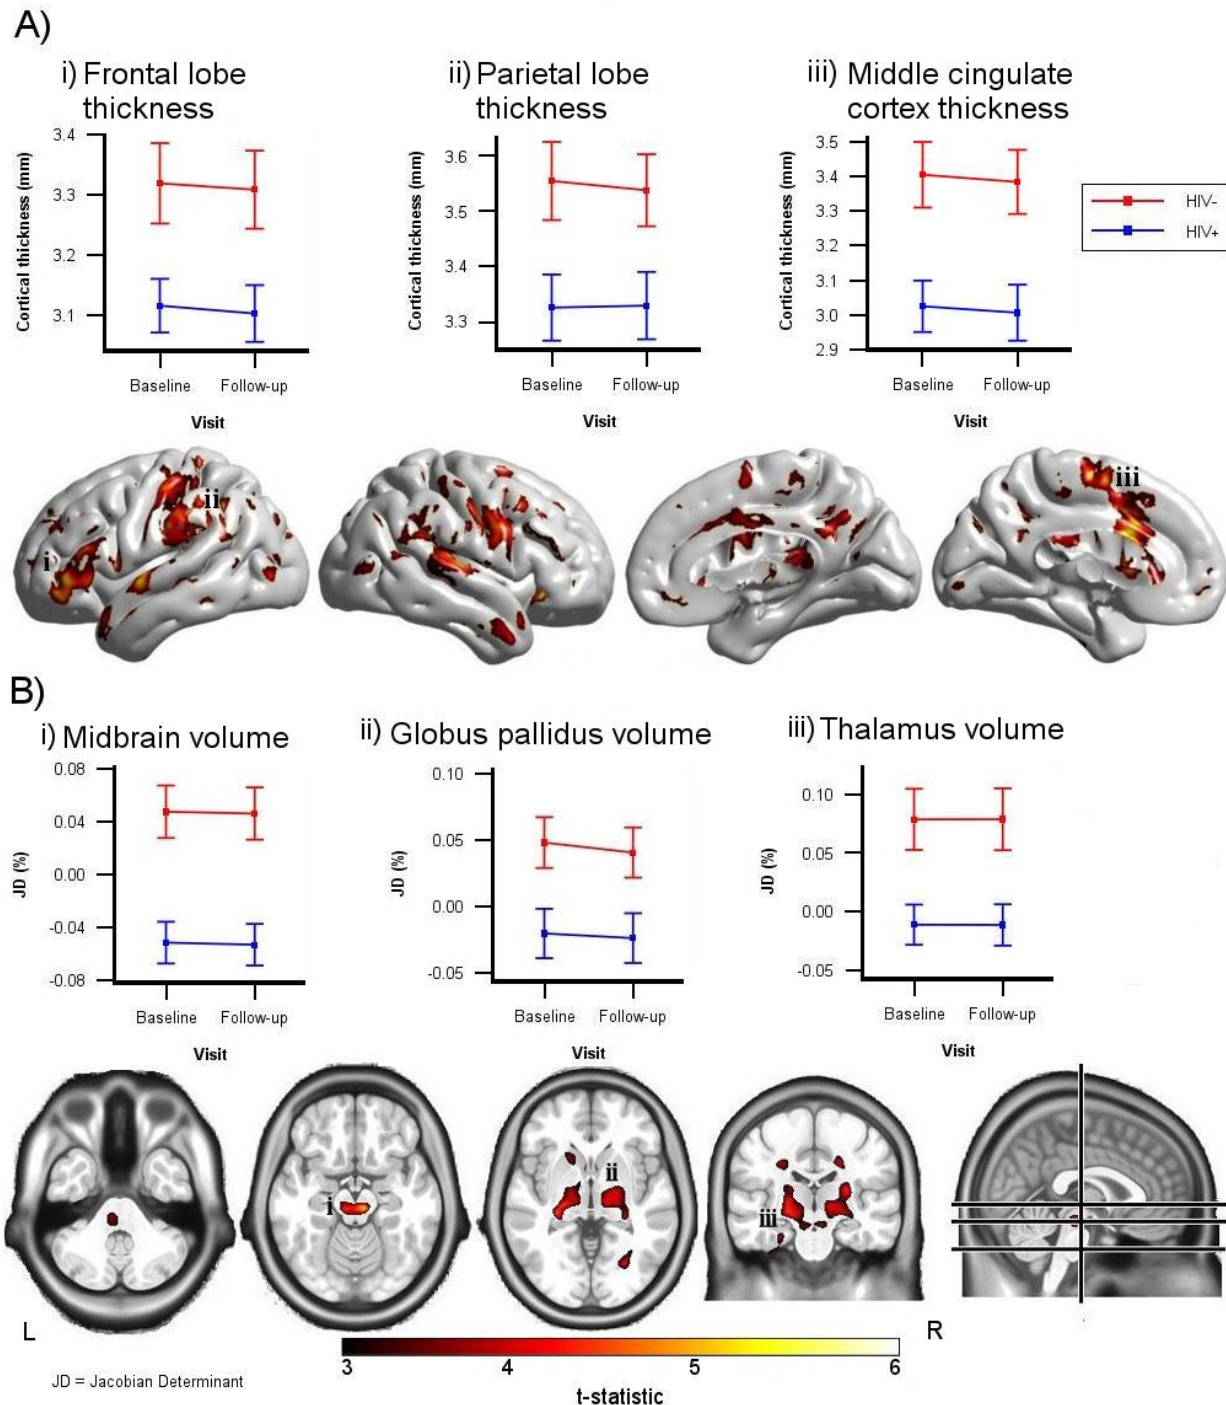 A)
i) Frontal lobe
thickness
ii) Parietal lobe
thickness
iii) Middle cingulate
cortex thickness
Cortical thickness (mm)
3.4
3.3
3.2
3.1
Baseline
Follow-up
Visit
Cortical thickness (mm)
3.6
3.5
3.4
3.3
Baseline
Follow-up
Visit
Cortical thickness (mm)
3.5
3.4
3.3
3.2
3.1
3.0
2.9
Baseline
Follow-up
Visit
HIV-
HIV+
i
ii
iii
B)
i) Midbrain volume
ii) Globus pallidus volume
iii) Thalamus volume
JD (%)
0.08
0.04
0.00
-0.04
-0.08
Baseline
Follow-up
Visit
JD (%)
0.10
0.05
0.00
-0.05
Baseline
Follow-up
Visit
JD (%)
0.10
0.05
0.00
-0.05
Baseline
Follow-up
Visit
i
ii
iii
L
R
3 4 5 6
t-statistic
JD = Jacobian Determinant